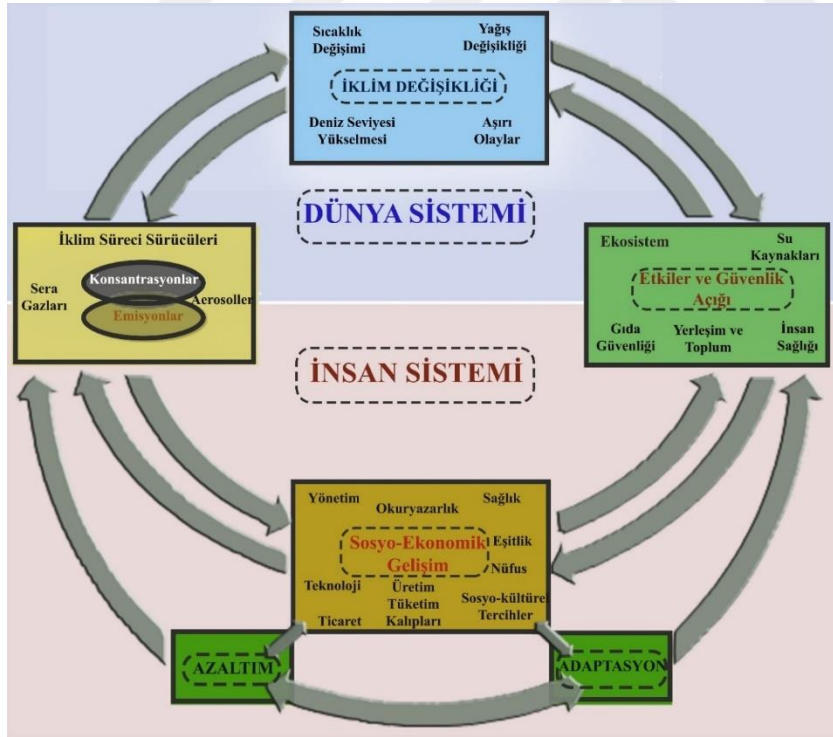 Sıcaklık
Değişimi
Yağış
Değişikliği
İKLİM DEĞİŞİKLİĞİ
Deniz Seviyesi
Yükselmesi
Aşırı
Olaylar
DÜNYA SİSTEMİ
İklim Süreci Sürücüleri
Konsantrasyonlar
Sera
Gazları
Aerosoller
Emisyonlar
Ekosistem
Su
Kaynakları
Etkiler ve Güvenlik
Açığı
Gıda
Güvenliği
Yerleşim ve
Toplum
İnsan
Sağlığı
İNSAN SİSTEMİ
Yönetim
Okuryazarlık
Sağlık
Sosyo-Ekonomik
Gelişim
Eşitlik
Nüfus
Teknoloji
Üretim
Tüketim
Kalıpları
Sosyo-kültürel
Tercihler
Ticaret
AZALTIM
ADAPTASYON